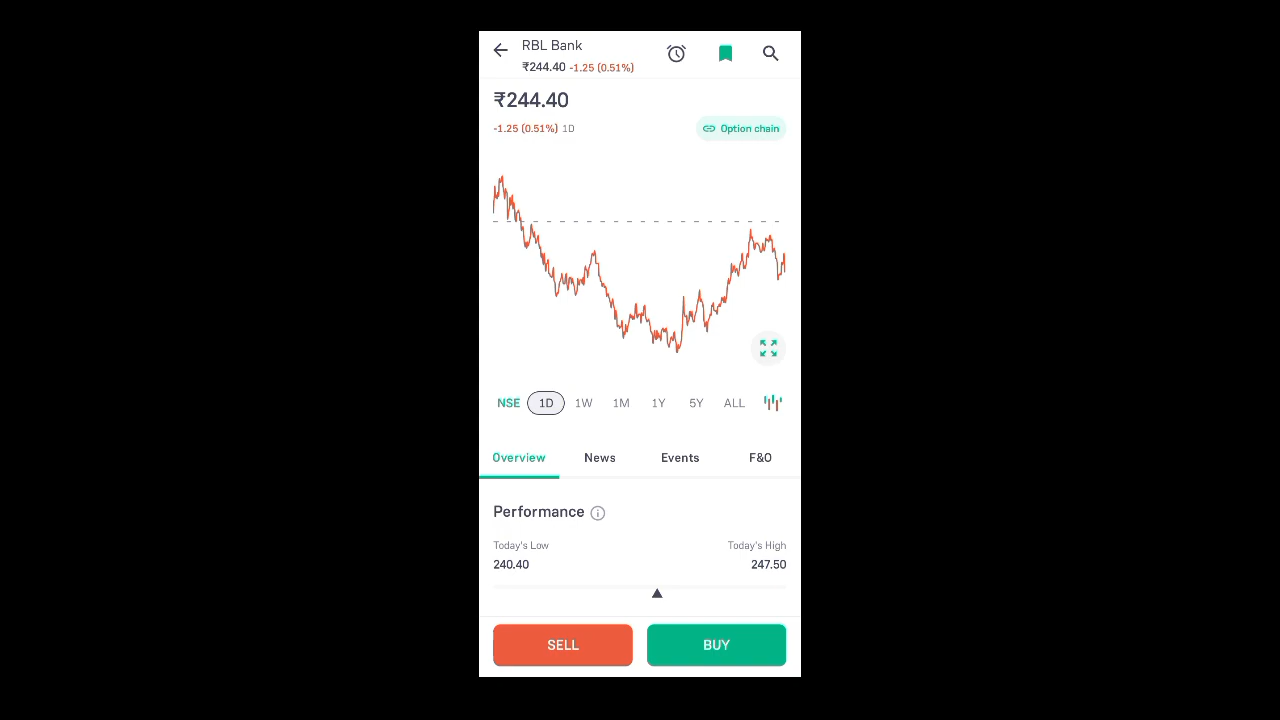 RBL Bank
₹244.40 -1.25 (0.51%)
₹244.40
-1.25 (0.51%) 1D
Option chain
NSE 1D 1W 1M 1Y 5Y ALL
Overview News Events F&O
Performance
Today's Low Today's High
240.40 247.50
SELL BUY